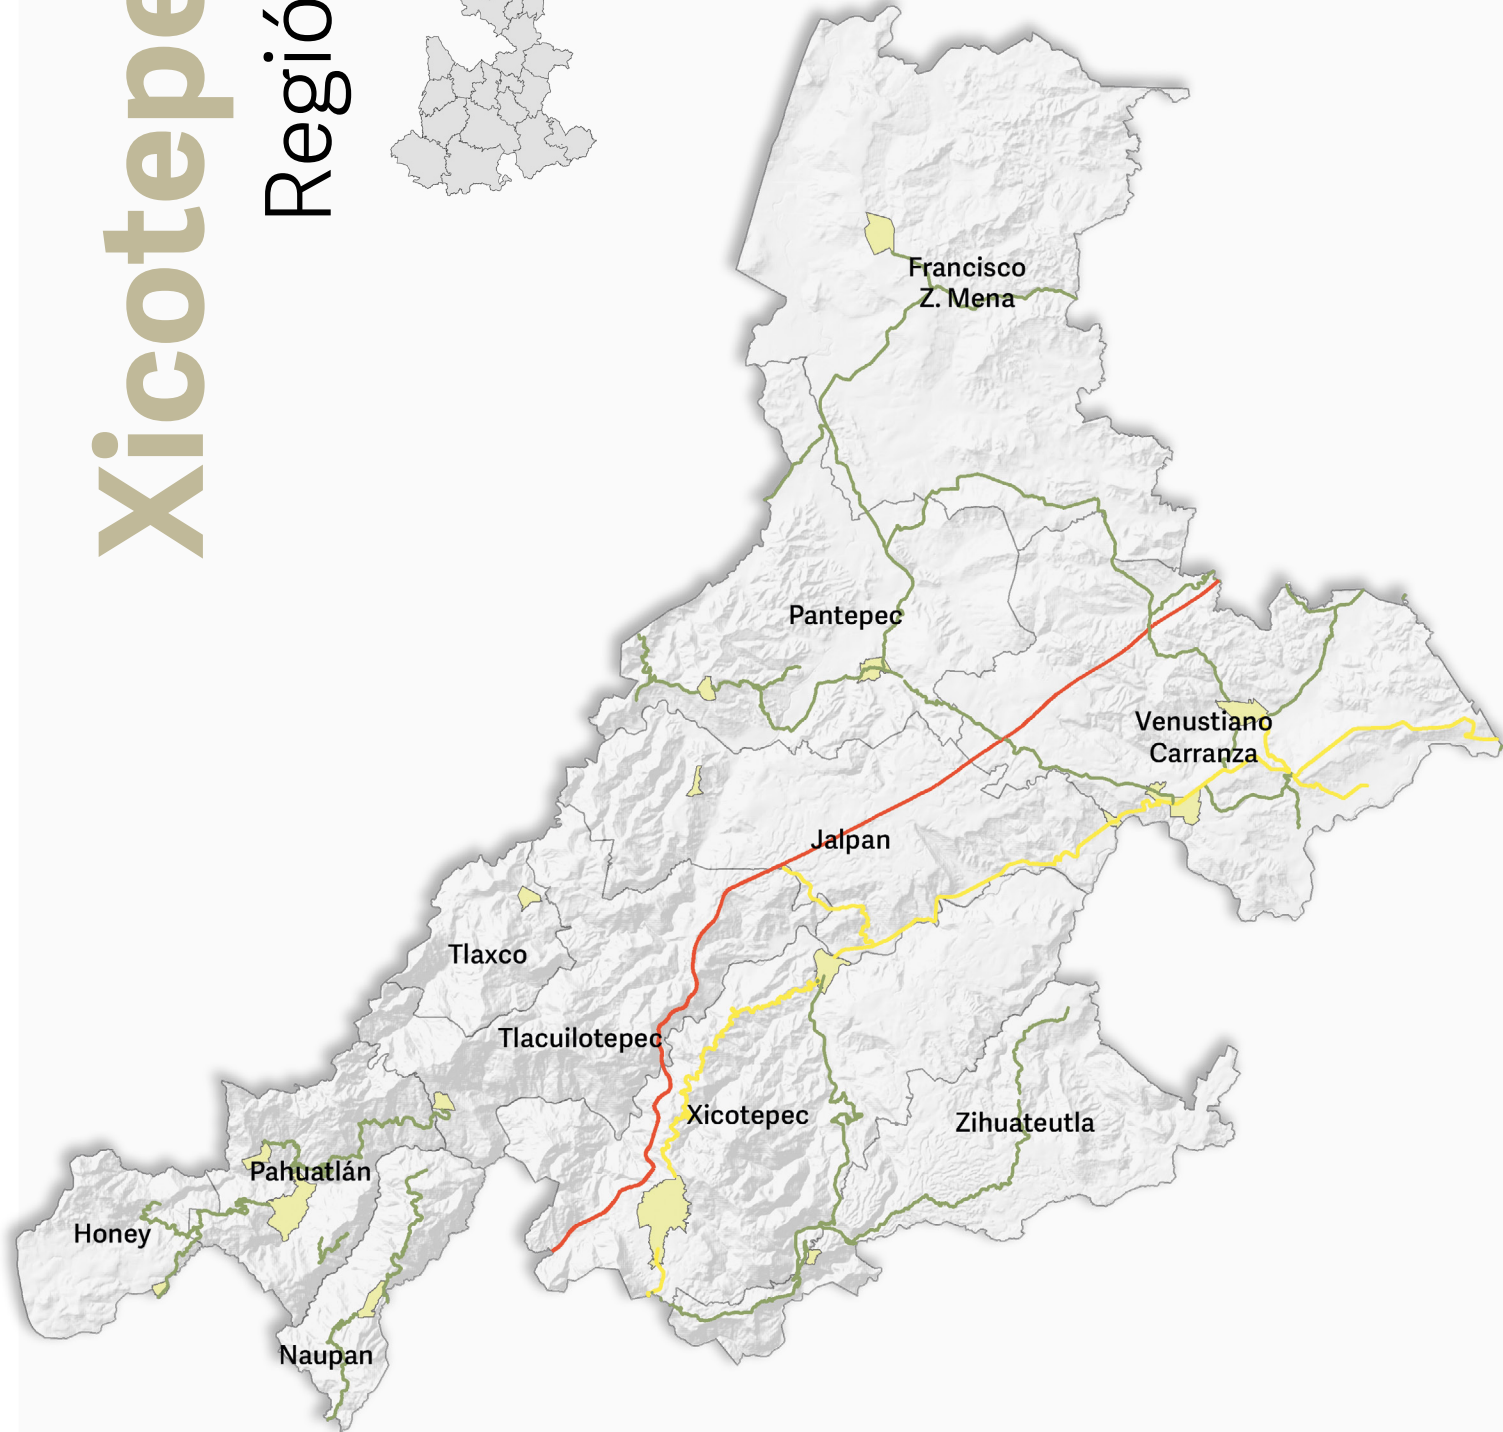 Xicotepe
Regió
Francisco
Z. Mena
Pantepec
Venustiano
Carranza
Jalpan
Tlaxco
Tlacuilotepec
Xicotepec
Zihuateutla
Pahuatlán
Honey
Naupan